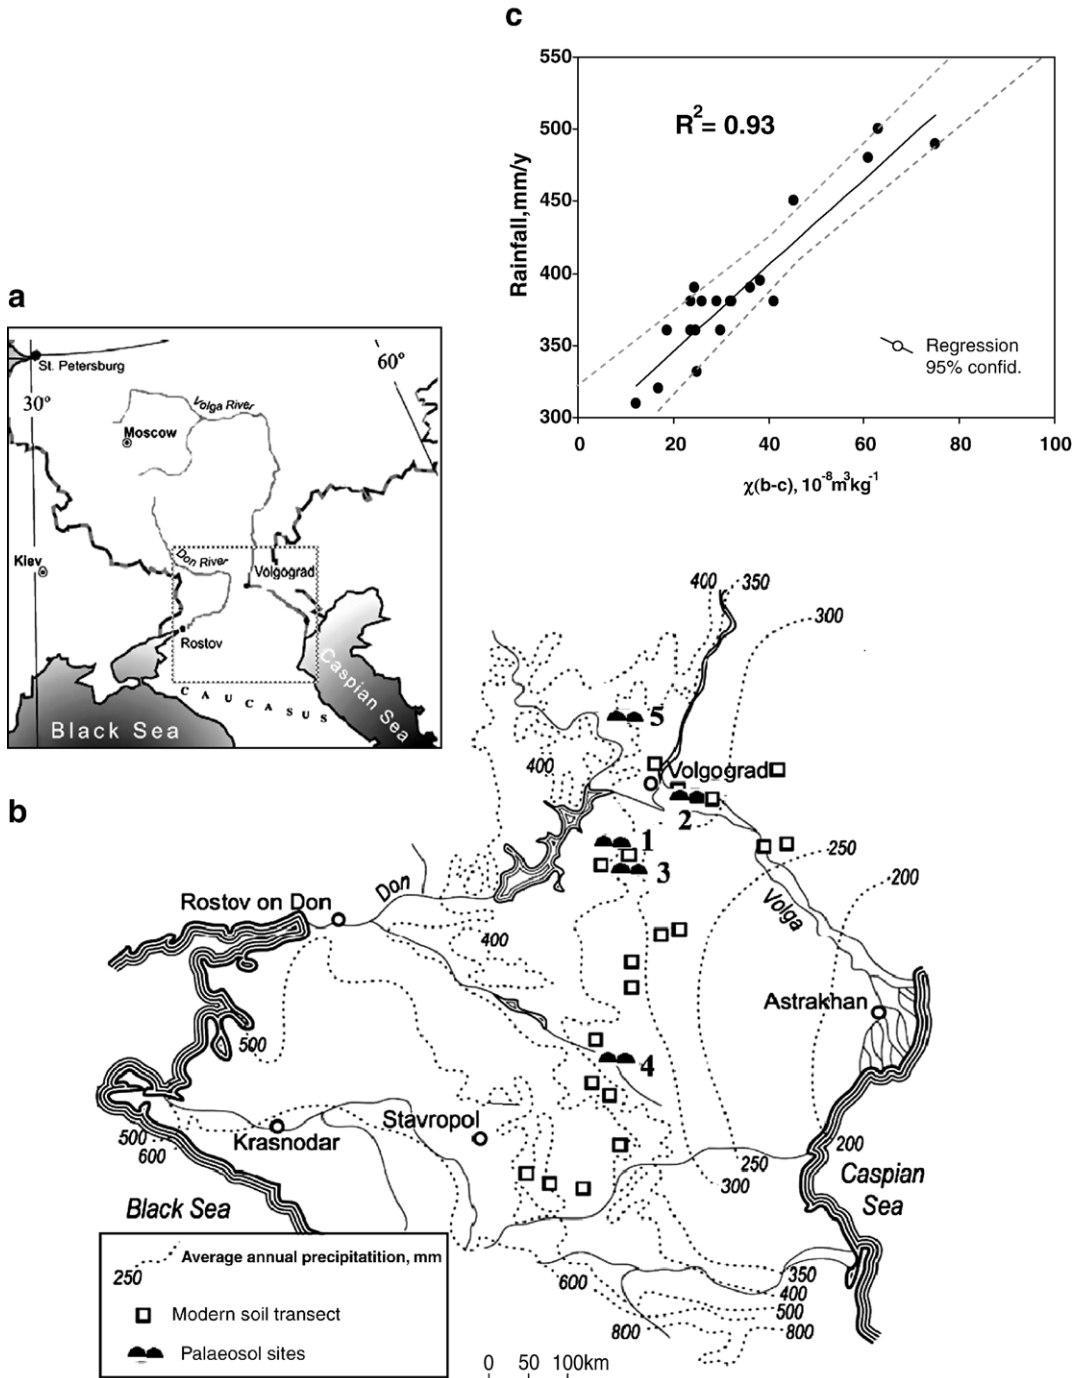 c
550
500
450
400
350
300
Rainfall,mm/y
R²= 0.93
Regression
95% confid.
0 20 40 60 80 100
χ(b-c), 10⁻⁸m³kg⁻¹
a
St. Petersburg
60º
30º
Volga River
Moscow
Don River
Kiev
Volgograd
Rostov
CAUCASUS
Caspian Sea
Black Sea
b
400 350
300
5
400
Volgograd
2
1
3
250
200
Don
Rostov on Don
Volga
400
Astrakhan
500
4
Stavropol
Krasnodar
500
600
200
250
300
Caspian
Sea
Black Sea
350
400
500
800
600
800
Average annual precipitatition, mm
250
Modern soil transect
Palaeosol sites
0 50 100km